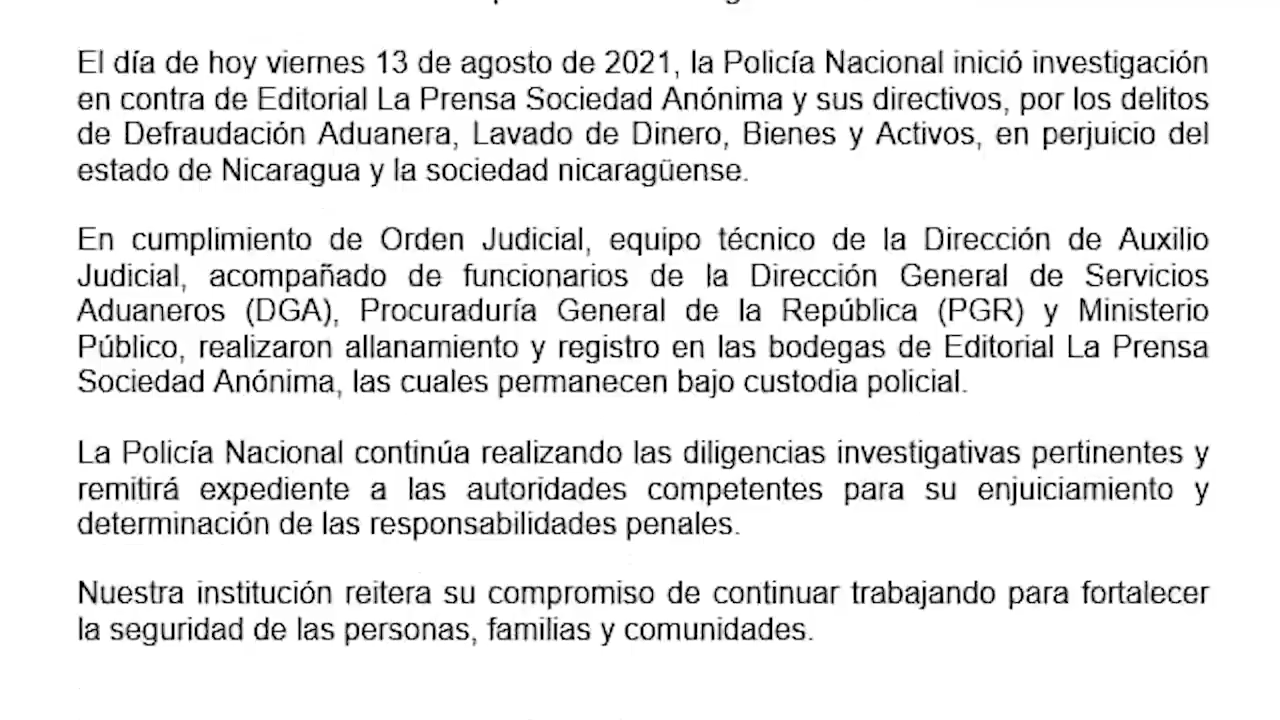 El día de hoy viernes 13 de agosto de 2021, la Policía Nacional inició investigación
en contra de Editorial La Prensa Sociedad Anónima y sus directivos, por los delitos
de Defraudación Aduanera, Lavado de Dinero, Bienes y Activos, en perjuicio del
estado de Nicaragua y la sociedad nicaragüense.
En cumplimiento de Orden Judicial, equipo técnico de la Dirección de Auxilio
Judicial, acompañado de funcionarios de la Dirección General de Servicios
Aduaneros (DGA), Procuraduría General de la República (PGR) y Ministerio
Público, realizaron allanamiento y registro en las bodegas de Editorial La Prensa
Sociedad Anónima, las cuales permanecen bajo custodia policial.
La Policía Nacional continúa realizando las diligencias investigativas pertinentes y
remitirá expediente a las autoridades competentes para su enjuiciamiento y
determinación de las responsabilidades penales.
Nuestra institución reitera su compromiso de continuar trabajando para fortalecer
la seguridad de las personas, familias y comunidades.